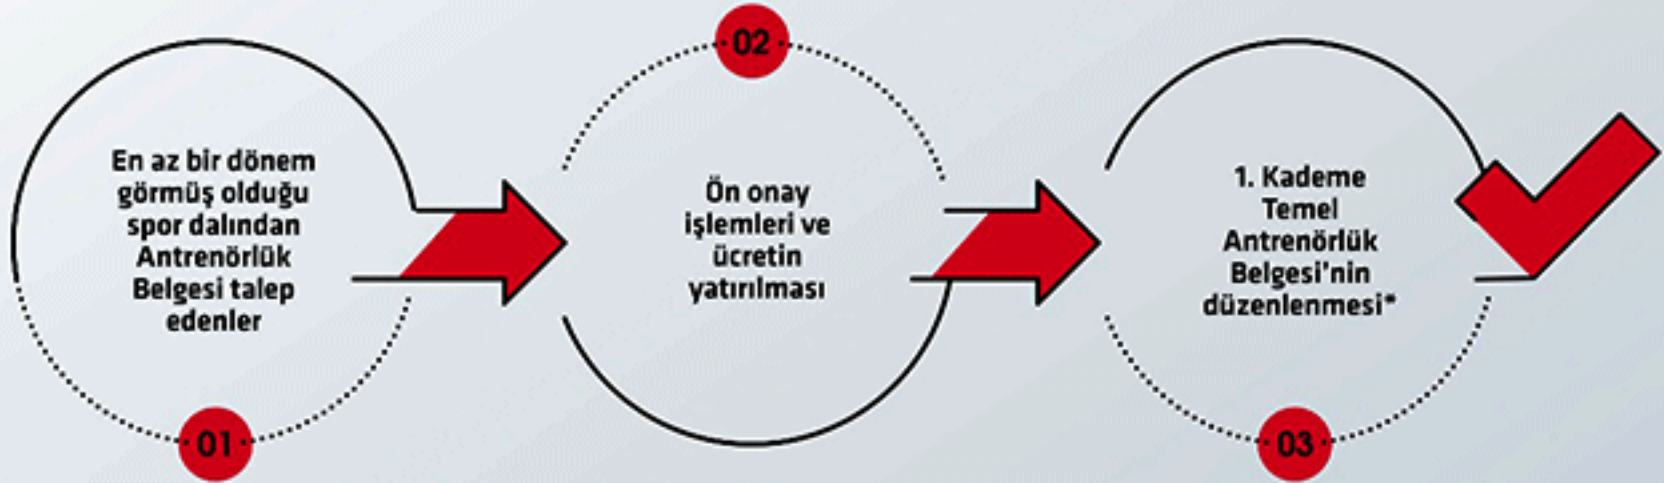 En az bir dönem
görmüş olduğu
spor dalından
Antrenörlük
Belgesi talep
edenler
01
02
Ön onay
işlemleri ve
ücretin
yatırılması
1. Kademe
Temel
Antrenörlük
Belgesi'nin
düzenlenmesi*
03